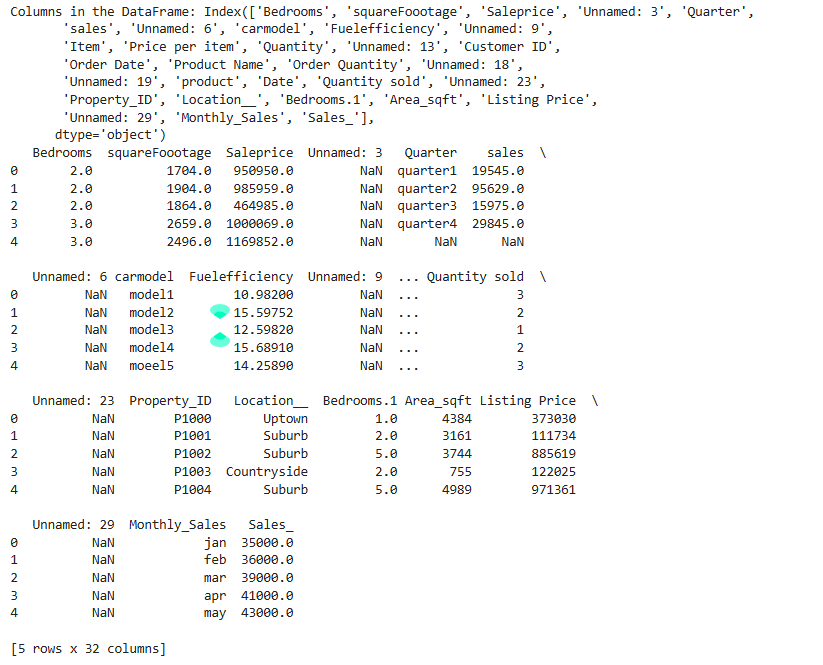 Columns in the DataFrame: Index(['Bedrooms', 'squareFoootage', 'Saleprice', 'Unnamed: 3', 'Quarter',
'sales', 'Unnamed: 6', 'carmodel', 'Fuelefficiency', 'Unnamed: 9',
'Item', 'Price per item', 'Quantity', 'Unnamed: 13', 'Customer ID',
'Order Date', 'Product Name', 'Order Quantity', 'Unnamed: 18',
'Unnamed: 19', 'product', 'Date', 'Quantity sold', 'Unnamed: 23',
'Property_ID', 'Location__', 'Bedrooms.1', 'Area_sqft', 'Listing Price',
'Unnamed: 29', 'Monthly_Sales', 'Sales_'],
dtype='object')
Bedrooms squareFoootage Saleprice Unnamed: 3 Quarter sales \
0 2.0 1704.0 950950.0 NaN quarter1 19545.0
1 2.0 1904.0 985959.0 NaN quarter2 95629.0
2 2.0 1864.0 464985.0 NaN quarter3 15975.0
3 3.0 2659.0 1000069.0 NaN quarter4 29845.0
4 3.0 2496.0 1169852.0 NaN NaN NaN
Unnamed: 6 carmodel Fuelefficiency Unnamed: 9 ... Quantity sold \
0 NaN model1 10.98200 NaN ... 3
1 NaN model2 15.59752 NaN ... 2
2 NaN model3 12.59820 NaN ... 1
3 NaN model4 15.68910 NaN ... 2
4 NaN moeel5 14.25890 NaN ... 3
Unnamed: 23 Property_ID Location__ Bedrooms.1 Area_sqft Listing Price \
0 NaN P1000 Uptown 1.0 4384 373030
1 NaN P1001 Suburb 2.0 3161 111734
2 NaN P1002 Suburb 5.0 3744 885619
3 NaN P1003 Countryside 2.0 755 122025
4 NaN P1004 Suburb 5.0 4989 971361
Unnamed: 29 Monthly_Sales Sales_
0 NaN jan 35000.0
1 NaN feb 36000.0
2 NaN mar 39000.0
3 NaN apr 41000.0
4 NaN may 43000.0
[5 rows x 32 columns]